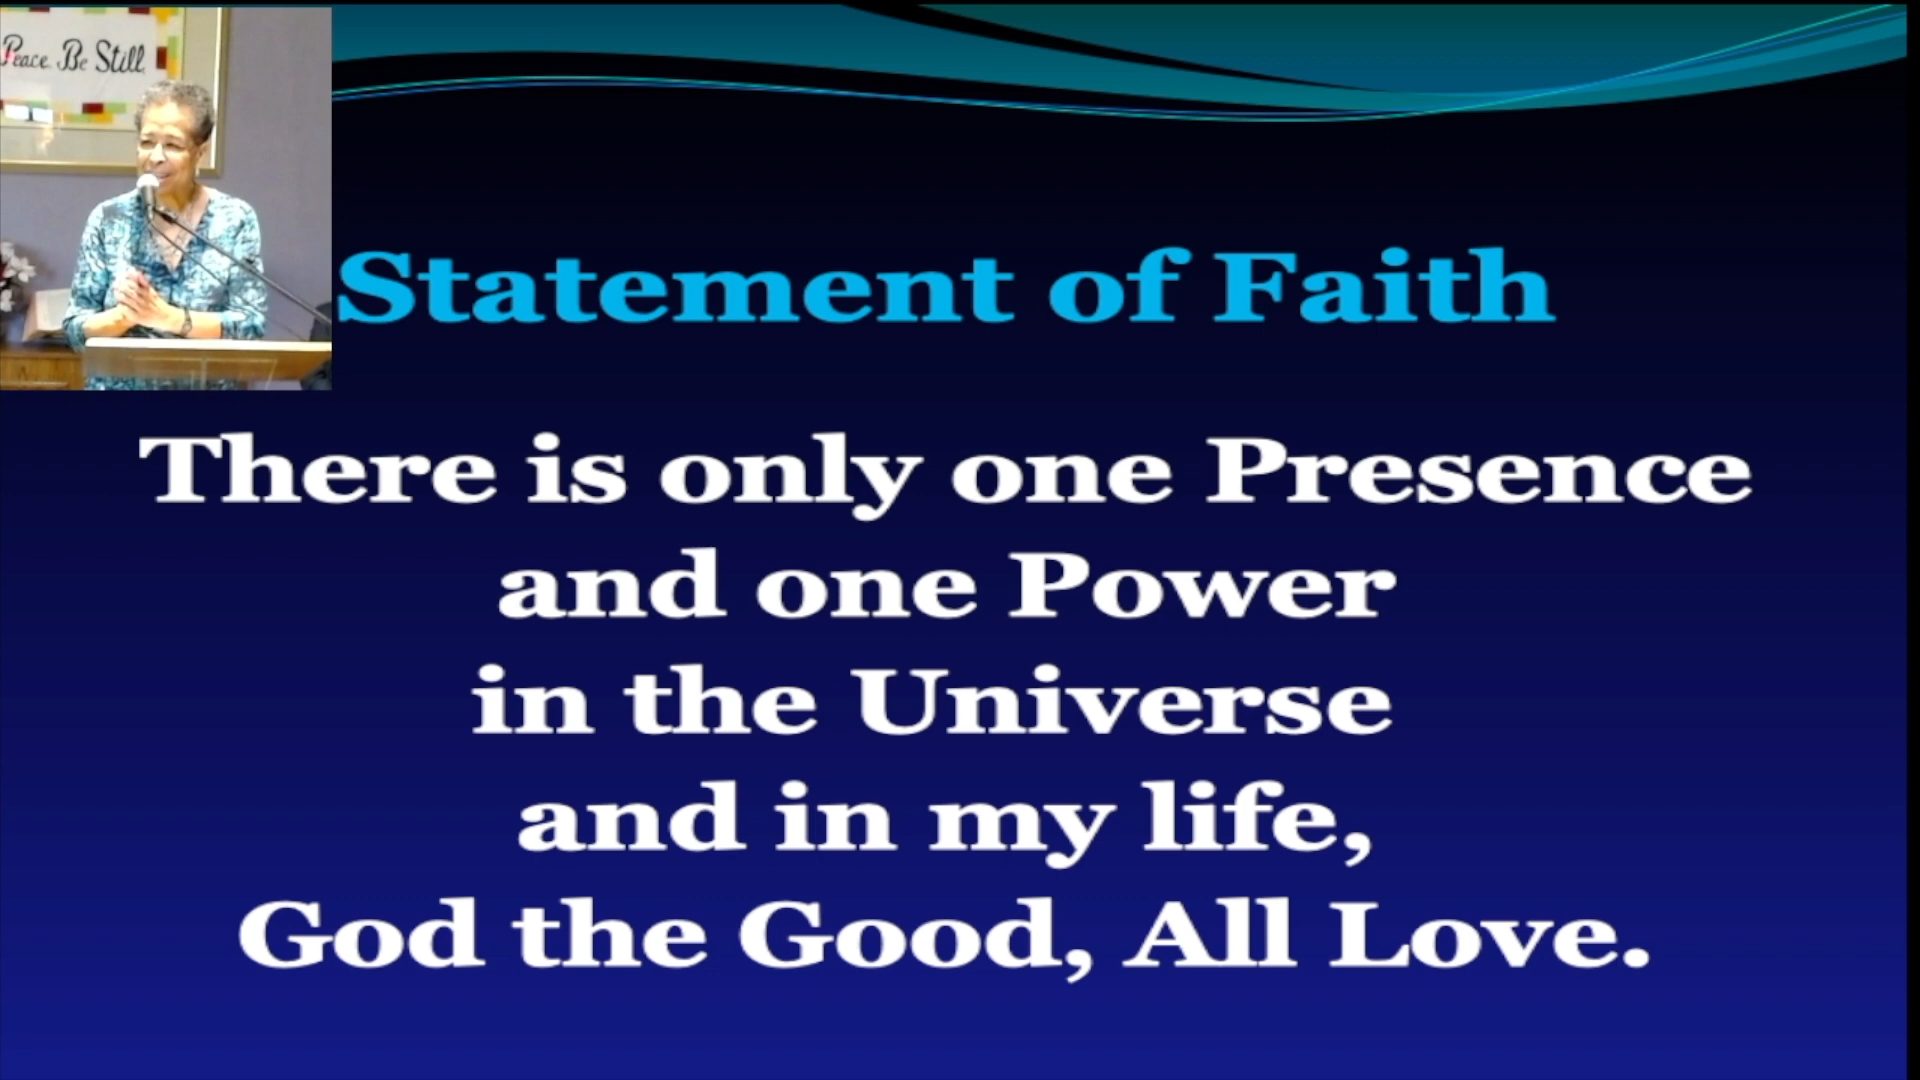 Peace. Be Still.
Statement of Faith
There is only one Presence
and one Power
in the Universe
and in my life,
God the Good, All Love.